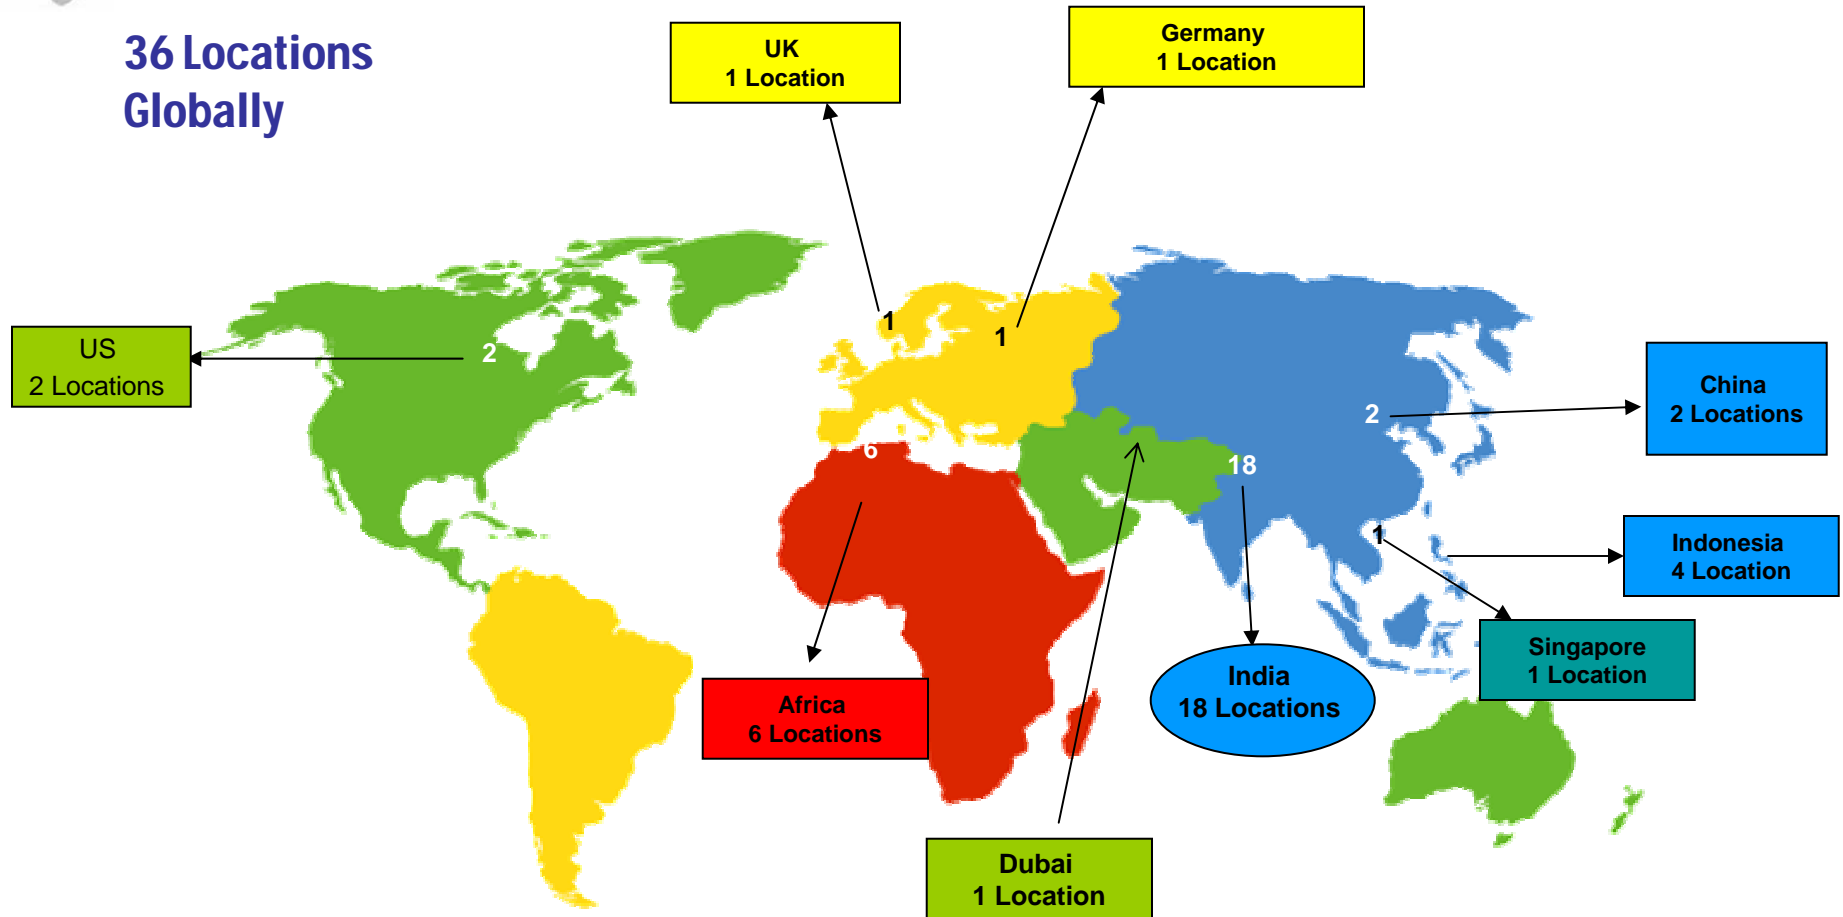 36 Locations
Globally
UK
1 Location
Germany
1 Location
1
1
US
2 Locations
2
China
2 Locations
2
6
18
1
Indonesia
4 Location
Singapore
1 Location
India
18 Locations
Africa
6 Locations
Dubai
1 Location